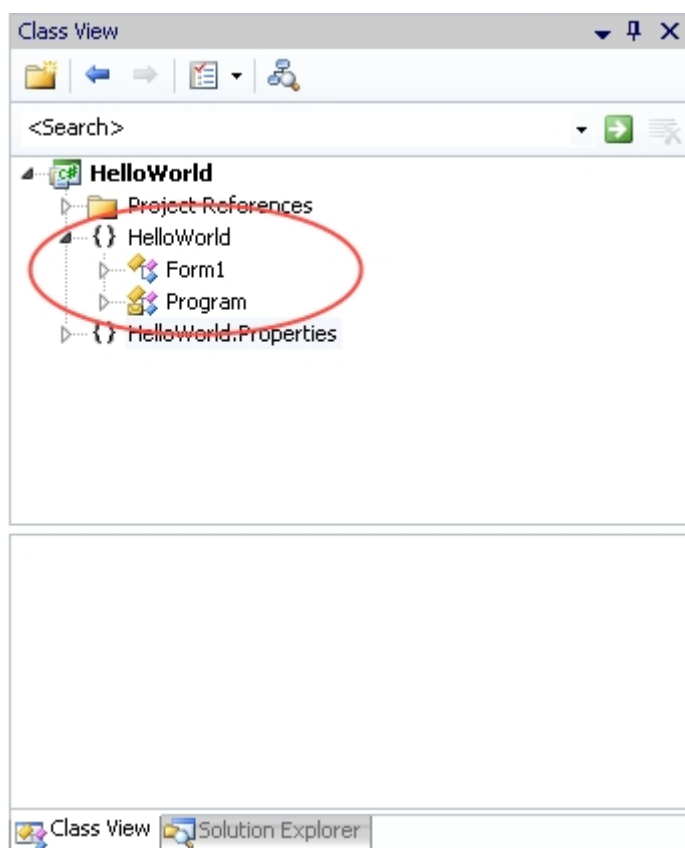 Class View
<Search>
HelloWorld
Project References
{} HelloWorld
Form1
Program
{} HelloWorld.Properties
Class View Solution Explorer